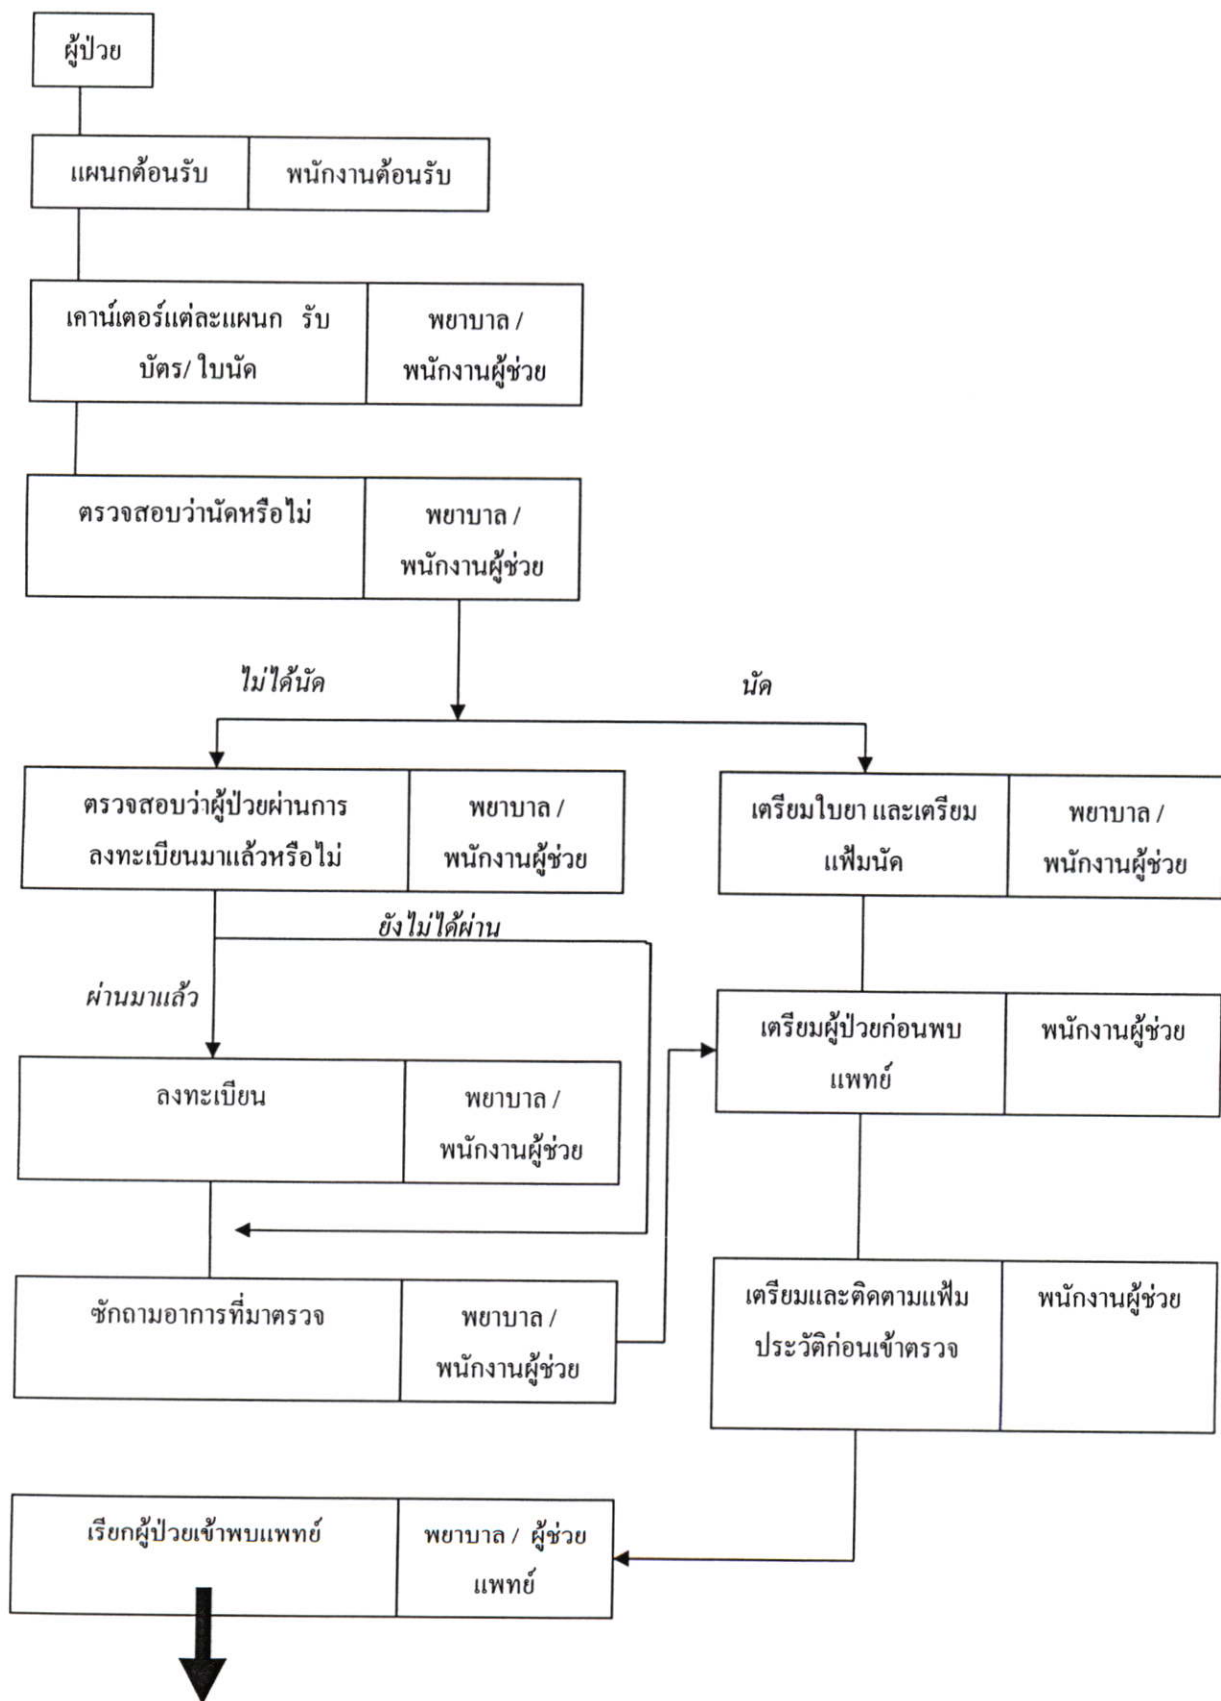 ผู้ป่วย
แผนกต้อนรับ
พนักงานต้อนรับ
เคาน์เตอร์แต่ละแผนก รับ
บัตร/ ใบนัด
พยาบาล /
พนักงานผู้ช่วย
ตรวจสอบว่านัดหรือไม่
พยาบาล /
พนักงานผู้ช่วย
ไม่ได้นัด
นัด
ตรวจสอบว่าผู้ป่วยผ่านการ
ลงทะเบียนมาแล้วหรือไม่
พยาบาล /
พนักงานผู้ช่วย
เตรียมใบยา และเตรียม
แฟ้มนัด
พยาบาล /
พนักงานผู้ช่วย
ยังไม่ได้ผ่าน
ผ่านมาแล้ว
เตรียมผู้ป่วยก่อนพบ
แพทย์
พนักงานผู้ช่วย
ลงทะเบียน
พยาบาล /
พนักงานผู้ช่วย
ซักถามอาการที่มาตรวจ
พยาบาล /
พนักงานผู้ช่วย
เตรียมและติดตามแฟ้ม
ประวัติก่อนเข้าตรวจ
พนักงานผู้ช่วย
เรียกผู้ป่วยเข้าพบแพทย์
พยาบาล / ผู้ช่วย
แพทย์